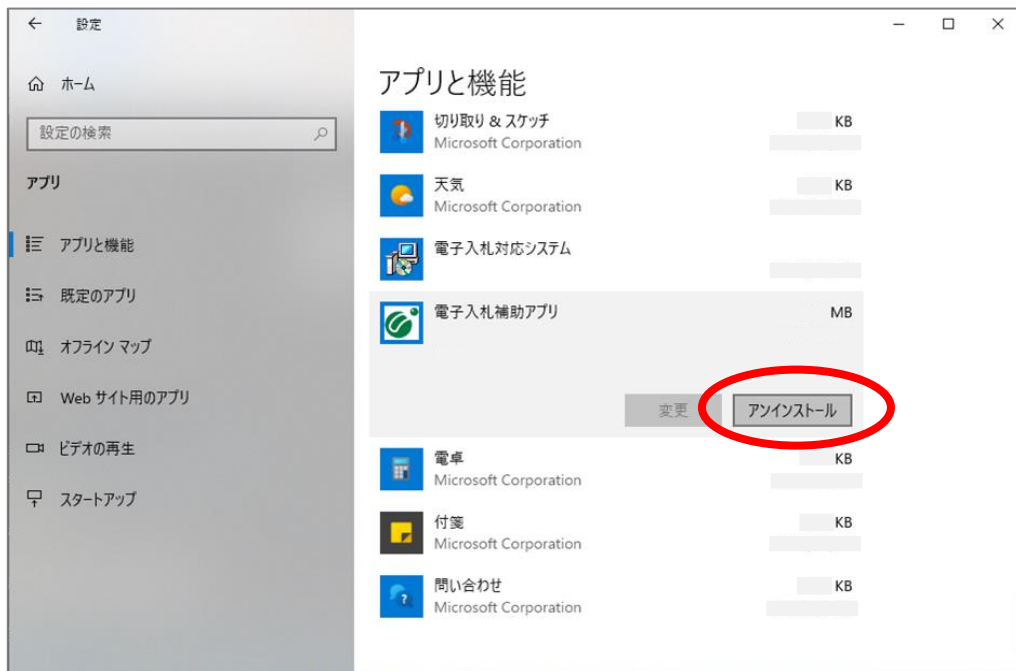 設定
ホーム
設定の検索
アプリ
アプリと機能
既定のアプリ
オフライン マップ
Web サイト用のアプリ
ビデオの再生
スタートアップ
アプリと機能
切り取り & スケッチ KB
Microsoft Corporation
天気 KB
Microsoft Corporation
電子入札対応システム
電子入札補助アプリ MB
変更 アンインストール
電卓 KB
Microsoft Corporation
付箋 KB
Microsoft Corporation
問い合わせ KB
Microsoft Corporation